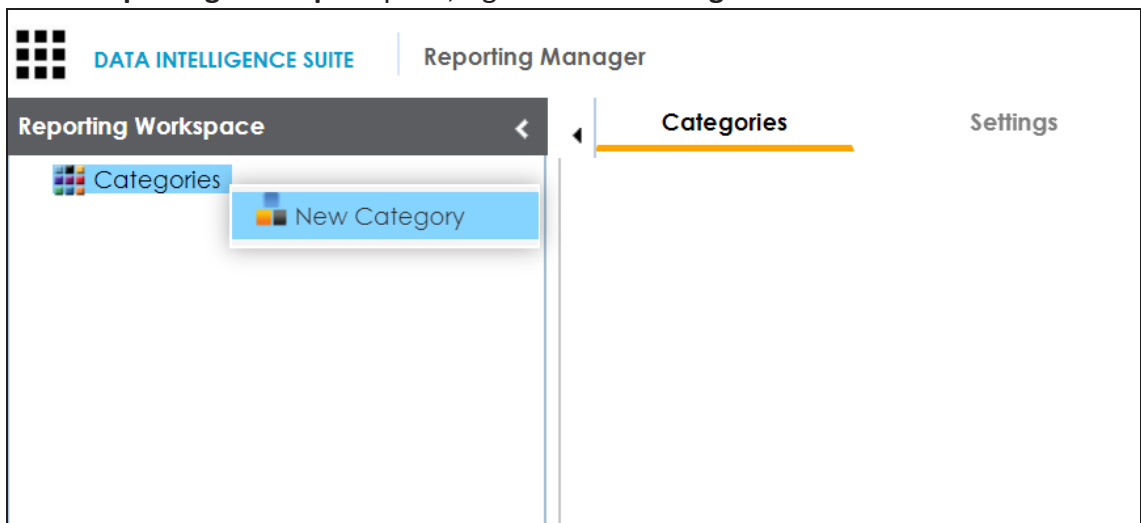 DATA INTELLIGENCE SUITE Reporting Manager
Reporting Workspace Categories Settings
Categories
New Category